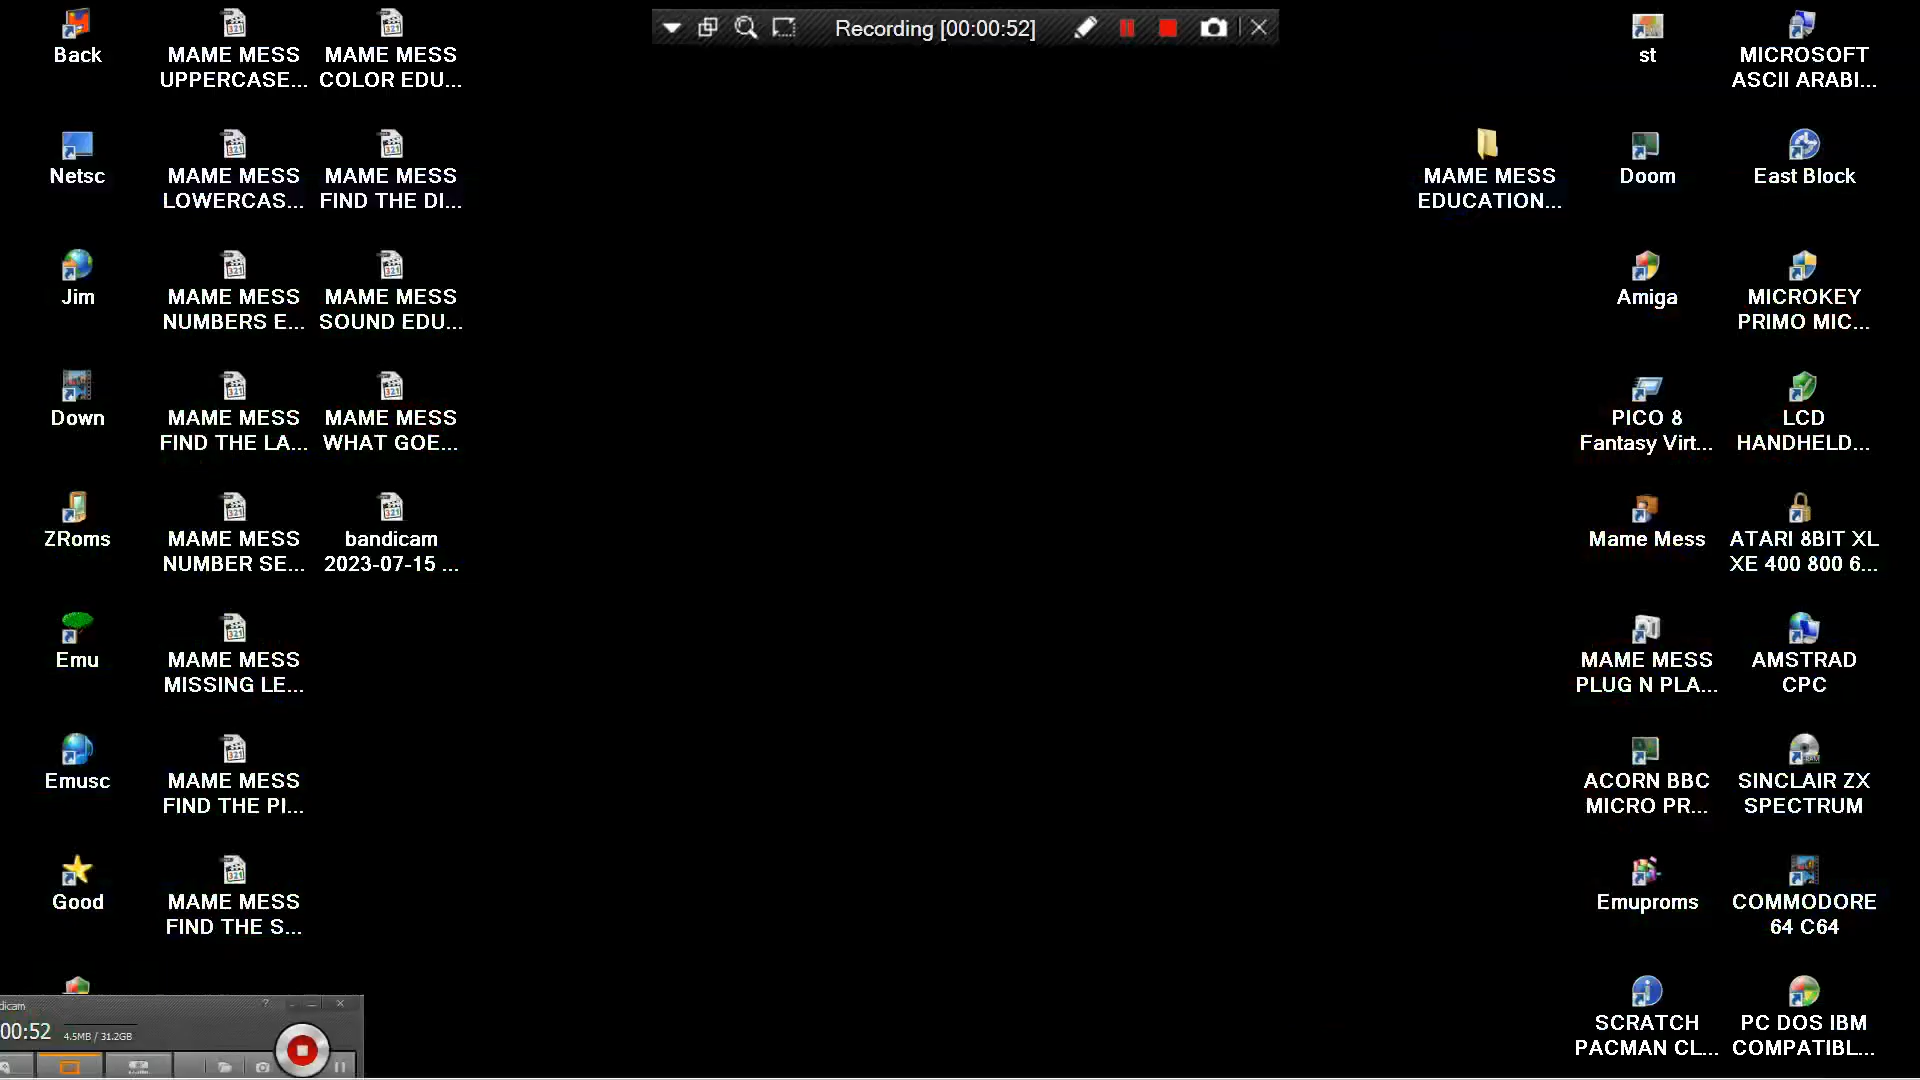 Recording [00:00:52]
Back
MAME MESS
UPPERCASE...
MAME MESS
COLOR EDU...
st
MICROSOFT
ASCII ARABI...
Netsc
MAME MESS
LOWERCAS...
MAME MESS
FIND THE DI...
MAME MESS
EDUCATION...
Doom
East Block
Jim
MAME MESS
NUMBERS E...
MAME MESS
SOUND EDU...
Amiga
MICROKEY
PRIMO MIC...
Down
MAME MESS
FIND THE LA...
MAME MESS
WHAT GOE...
PICO 8
Fantasy Virt...
LCD
HANDHELD...
ZRoms
MAME MESS
NUMBER SE...
bandicam
2023-07-15 ...
Mame Mess
ATARI 8BIT XL
XE 400 800 6...
Emu
MAME MESS
MISSING LE...
MAME MESS
PLUG N PLA...
AMSTRAD
CPC
Emusc
MAME MESS
FIND THE PI...
ACORN BBC
MICRO PR...
SINCLAIR ZX
SPECTRUM
Good
MAME MESS
FIND THE S...
Emuproms
COMMODORE
64 C64
SCRATCH
PACMAN CL...
PC DOS IBM
COMPATIBL...
dicam
00:52
4.5MB / 31.2GB